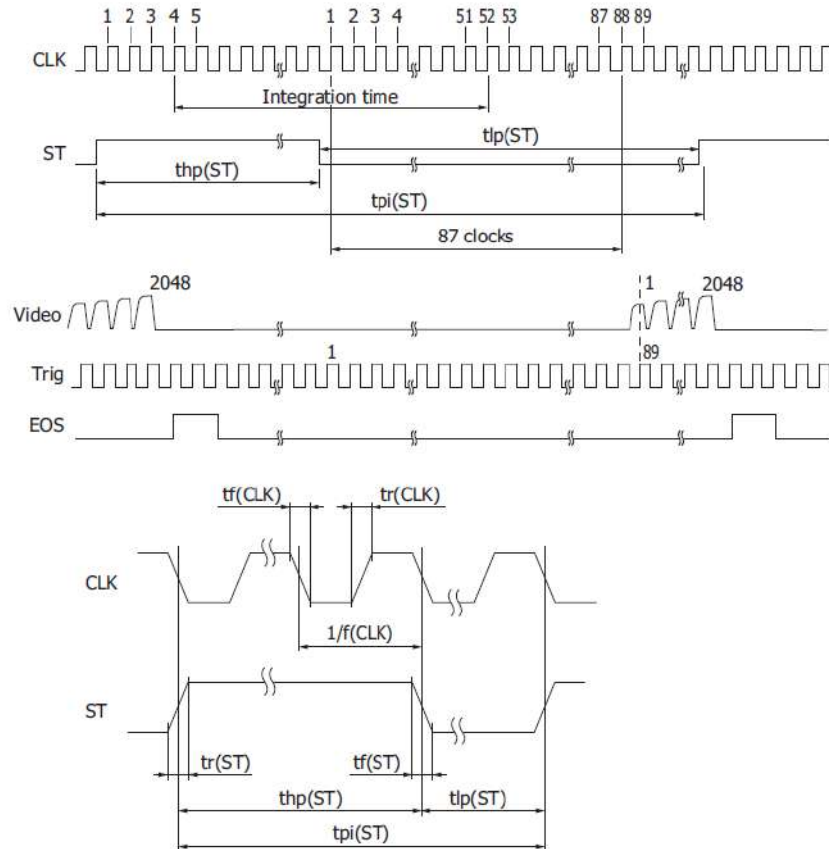 1 2 3 4 5 1 2 3 4 51 52 53 87 88 89
CLK
Integration time
ST
tlp(ST)
thp(ST)
tpi(ST)
87 clocks
2048 1 2048
Video
1 89
Trig
EOS
tf(CLK) tr(CLK)
CLK
1/f(CLK)
ST
tr(ST) tf(ST)
thp(ST) tlp(ST)
tpi(ST)